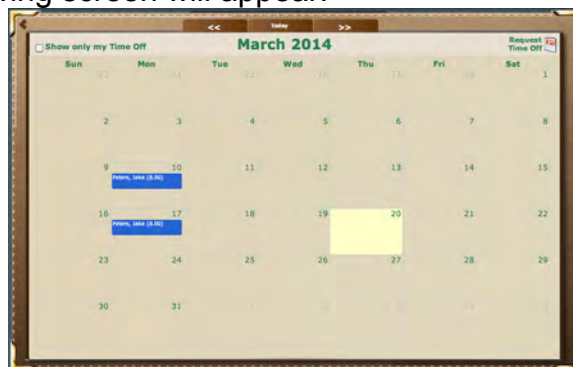 ing screen will appear:
<< Today >>
Show only my Time Off March 2014 Request Time Off
Sun Mon Tue Wed Thu Fri Sat
1
2 3 4 5 6 7 8
9 10 11 12 13 14 15
Peters, Jake (8.00)
16 17 18 19 20 21 22
Peters, Jake (8.00)
23 24 25 26 27 28 29
30 31